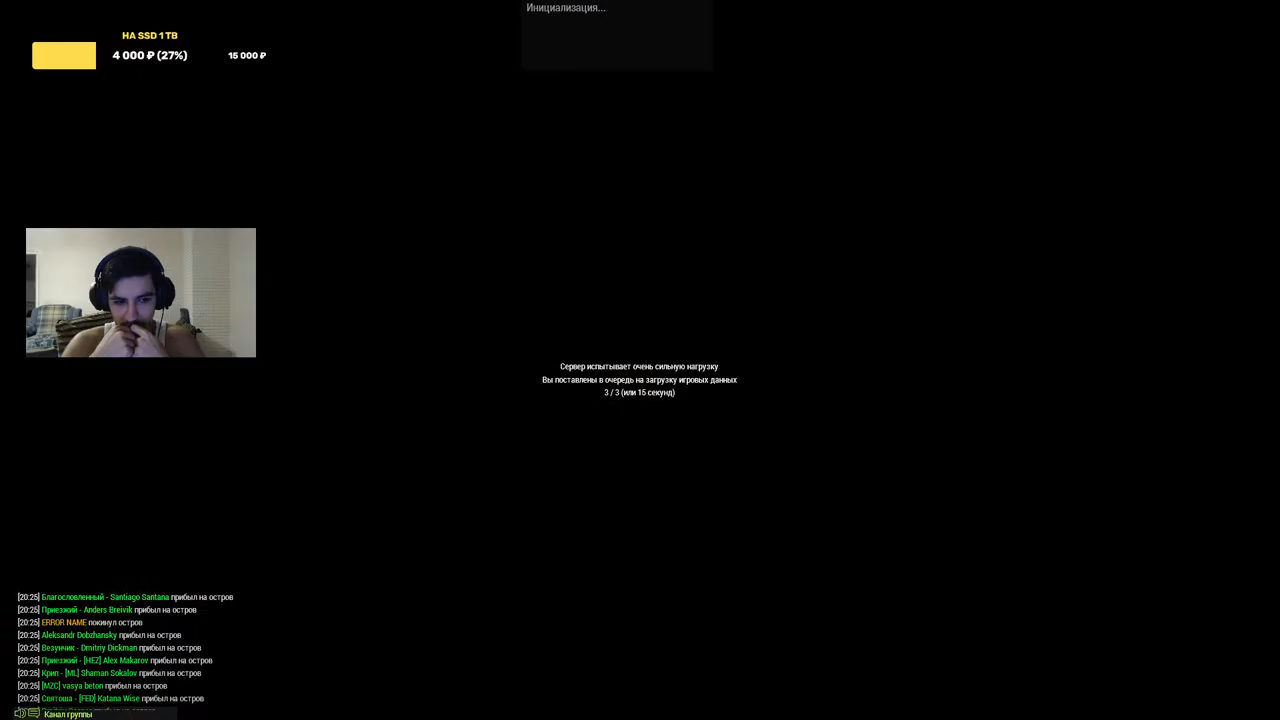 Инициализация...
НА SSD 1 TB
4 000 ₽ (27%)
15 000 ₽
Сервер испытывает очень сильную нагрузку
Вы поставлены в очередь на загрузку игровых данных
3 / 3 (или 15 секунд)
[20:25] Благословленный - Santiago Santana прибыл на остров
[20:25] Приезжий - Anders Breivik прибыл на остров
[20:25] ERROR NAME покинул остров
[20:25] Aleksandr Dobzhansky прибыл на остров
[20:25] Везунчик - Dmitriy Dickman прибыл на остров
[20:25] Приезжий - [HEZ] Alex Makarov прибыл на остров
[20:25] Крип - [ML] Shaman Sokalov прибыл на остров
[20:25] [MZC] vasya beton прибыл на остров
[20:25] Святоша - [FED] Katana Wise прибыл на остров
Канал группы